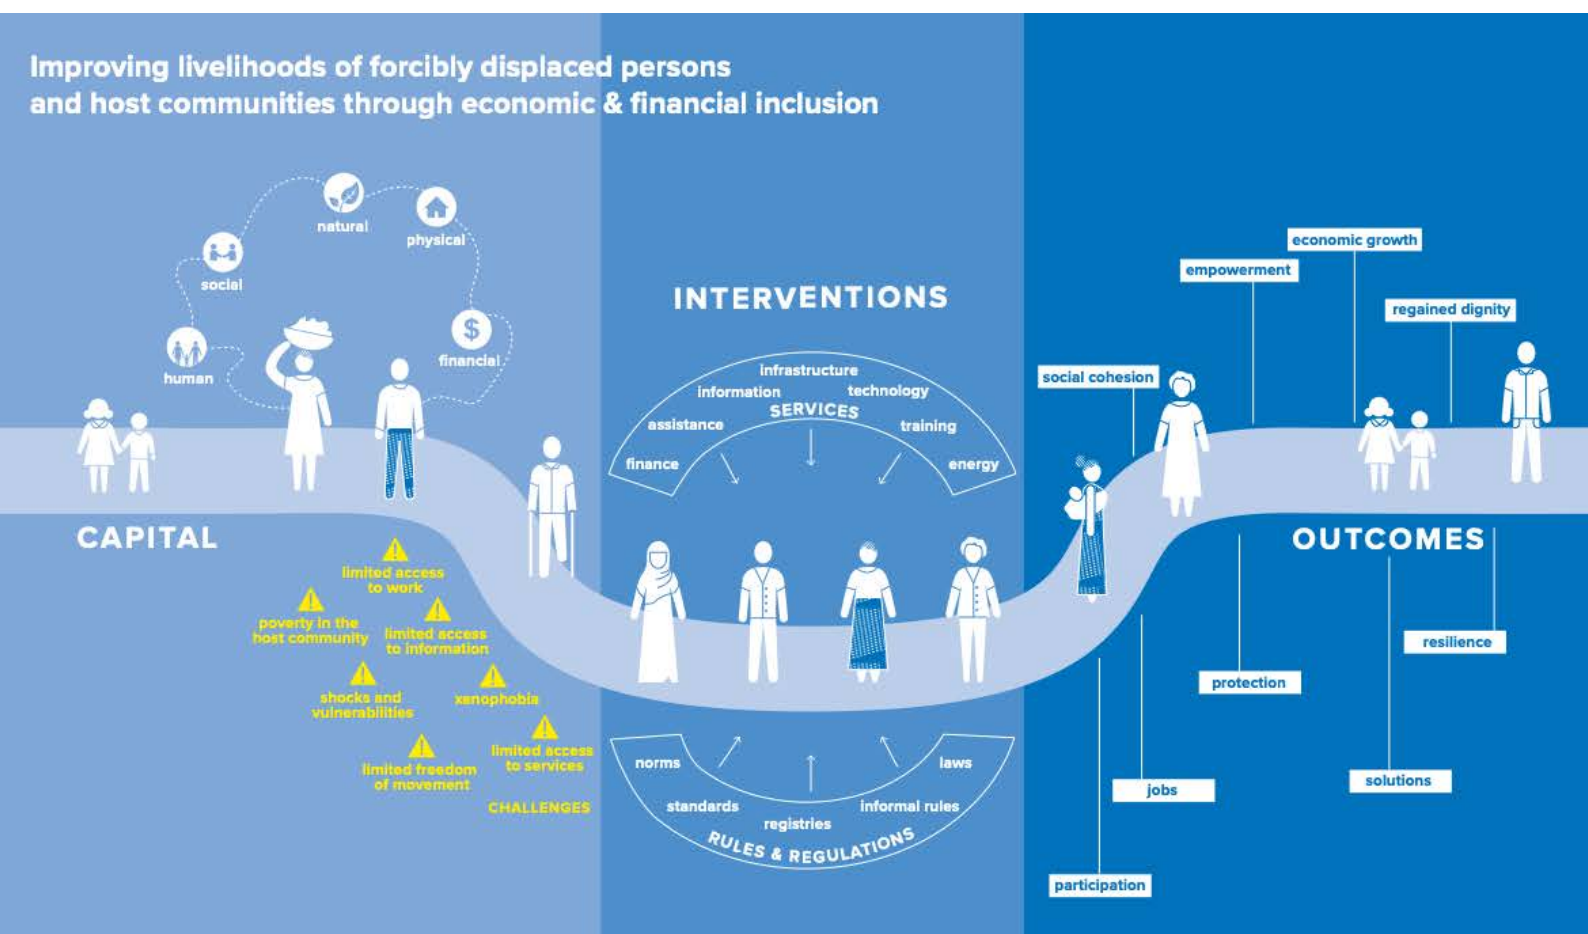 Improving livelihoods of forcibly displaced persons
and host communities through economic & financial inclusion
natural
physical
social
$
financial
human
CAPITAL
limited access
to work
poverty in the
host community
limited access
to information
shocks and
vulnerabilities
xenophobia
limited access
to services
limited freedom
of movement
CHALLENGES
INTERVENTIONS
infrastructure
information
technology
SERVICES
assistance
training
finance
energy
norms
laws
standards
informal rules
registries
RULES & REGULATIONS
economic growth
empowerment
regained dignity
social cohesion
OUTCOMES
resilience
protection
solutions
jobs
participation